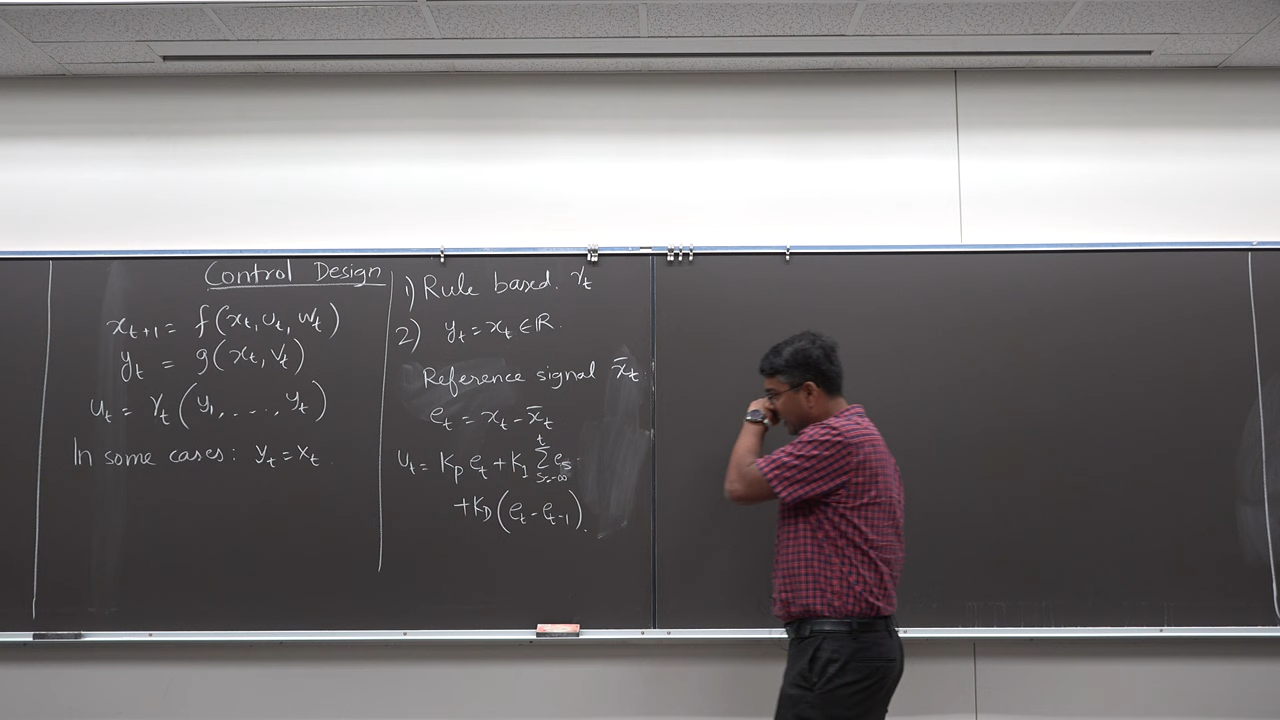 Control Design
x_{t+1} = f(x_t, u_t, w_t)
y_t = g(x_t, v_t)
u_t = γ_t(y_1, . . . , y_t)
In some cases: y_t = x_t
1) Rule based. γ_t
2) y_t = x_t ∈ ℝ.
Reference signal x̄_t.
e_t = x_t - x̄_t
u_t = K_p e_t + K_I ∑_{s=-∞}^{t} e_s.
+ K_D (e_t - e_{t-1}).